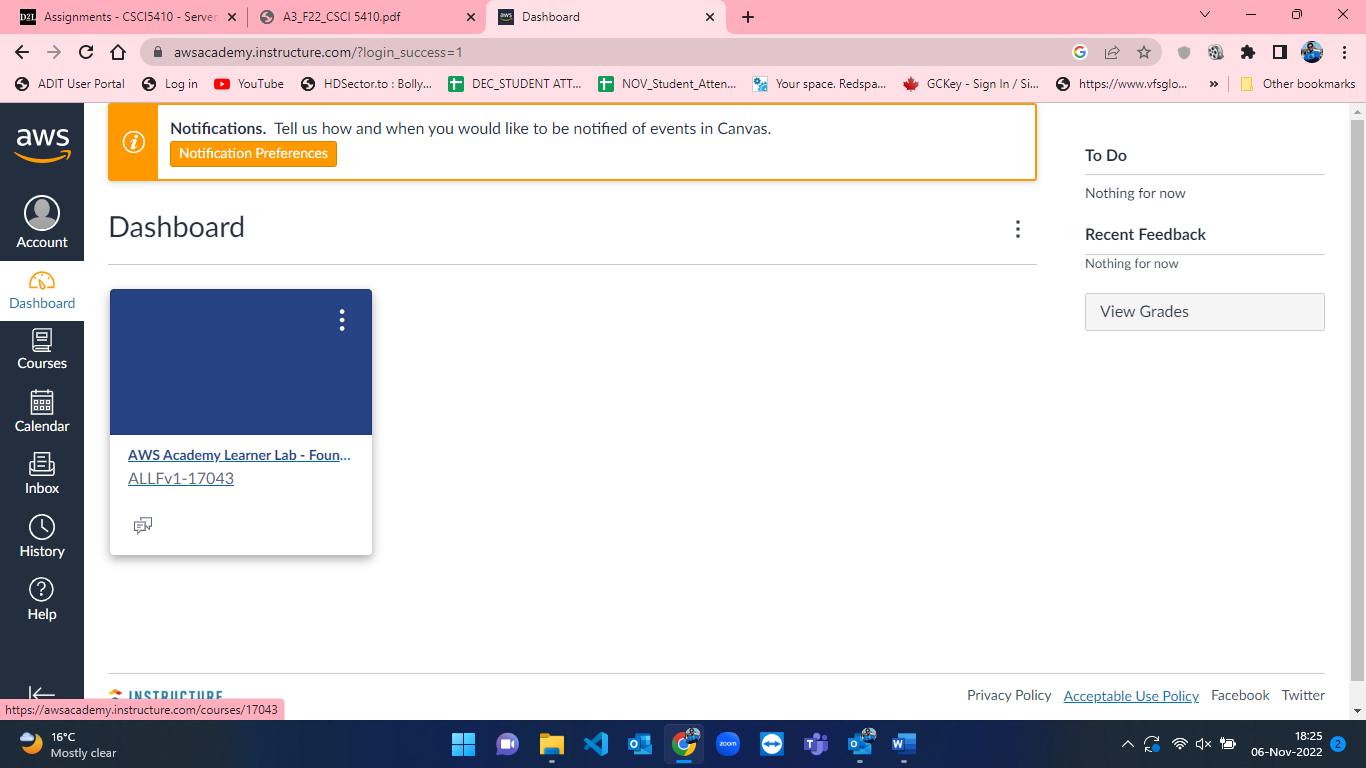 D2L Assignments - CSCI5410 - Server
A3_F22_CSCI 5410.pdf
aws Dashboard
awsacademy.instructure.com/?login_success=1
ADIT User Portal
Log in
YouTube
HDSector.to : Bolly...
DEC_STUDENT ATT...
NOV_Student_Atten...
Your space. Redspa...
GCKey - Sign In / Si...
https://www.vfsglo...
»
Other bookmarks
aws
Account
Dashboard
Courses
Calendar
Inbox
History
Help
Notifications. Tell us how and when you would like to be notified of events in Canvas.
Notification Preferences
Dashboard
AWS Academy Learner Lab - Foun...
ALLFv1-17043
To Do
Nothing for now
Recent Feedback
Nothing for now
View Grades
INSTRUCTURE
Privacy Policy
Acceptable Use Policy
Facebook
Twitter
https://awsacademy.instructure.com/courses/17043
16°C
Mostly clear
zoom
18:25
06-Nov-2022
2